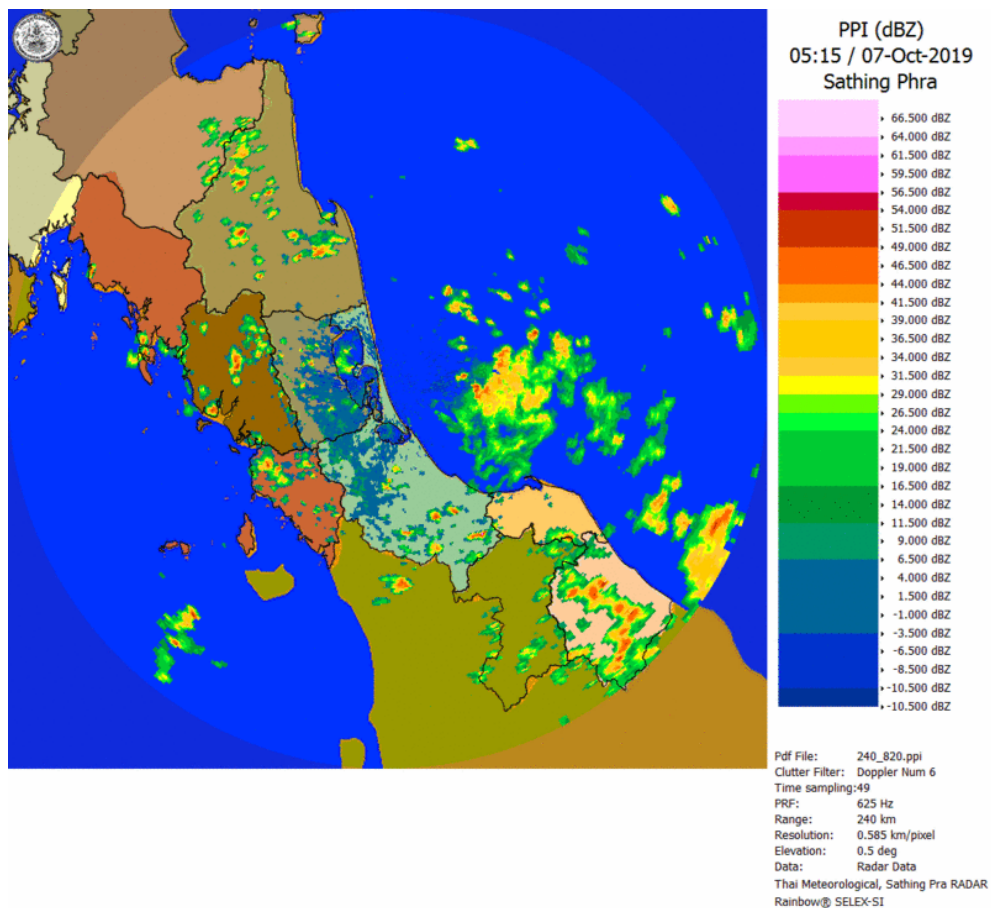 PPI (dBZ)
05:15 / 07-Oct-2019
Sathing Phra
66.500 dBZ
64.000 dBZ
61.500 dBZ
59.500 dBZ
56.500 dBZ
54.000 dBZ
51.500 dBZ
49.000 dBZ
46.500 dBZ
44.000 dBZ
41.500 dBZ
39.000 dBZ
36.500 dBZ
34.000 dBZ
31.500 dBZ
29.000 dBZ
26.500 dBZ
24.000 dBZ
21.500 dBZ
19.000 dBZ
16.500 dBZ
14.000 dBZ
11.500 dBZ
9.000 dBZ
6.500 dBZ
4.000 dBZ
1.500 dBZ
-1.000 dBZ
-3.500 dBZ
-6.500 dBZ
-8.500 dBZ
-10.500 dBZ
-10.500 dBZ
Pdf File: 240_820.ppi
Clutter Filter: Doppler Num 6
Time sampling:49
PRF: 625 Hz
Range: 240 km
Resolution: 0.585 km/pixel
Elevation: 0.5 deg
Data: Radar Data
Thai Meteorological, Sathing Pra RADAR
Rainbow® SELEX-SI